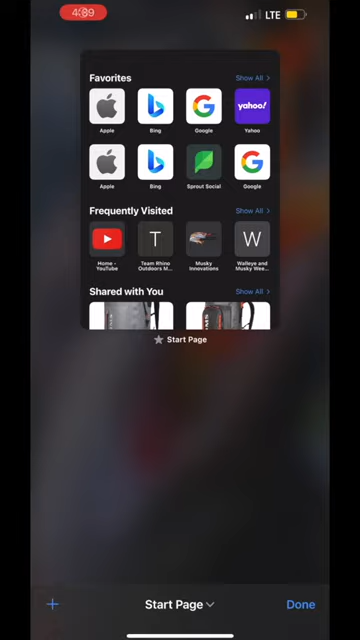 LTE
Favorites
Show All
yahoo!
Apple
Bing
Google
Yahoo
Apple
Bing
Sprout Social
Google
Frequently Visited
Show All
T
W
Home -
YouTube
Team Rhino
Outdoors M...
Musky
Innovations
Walleye and
Musky Wee...
Shared with You
Show All
Start Page
Start Page
Done